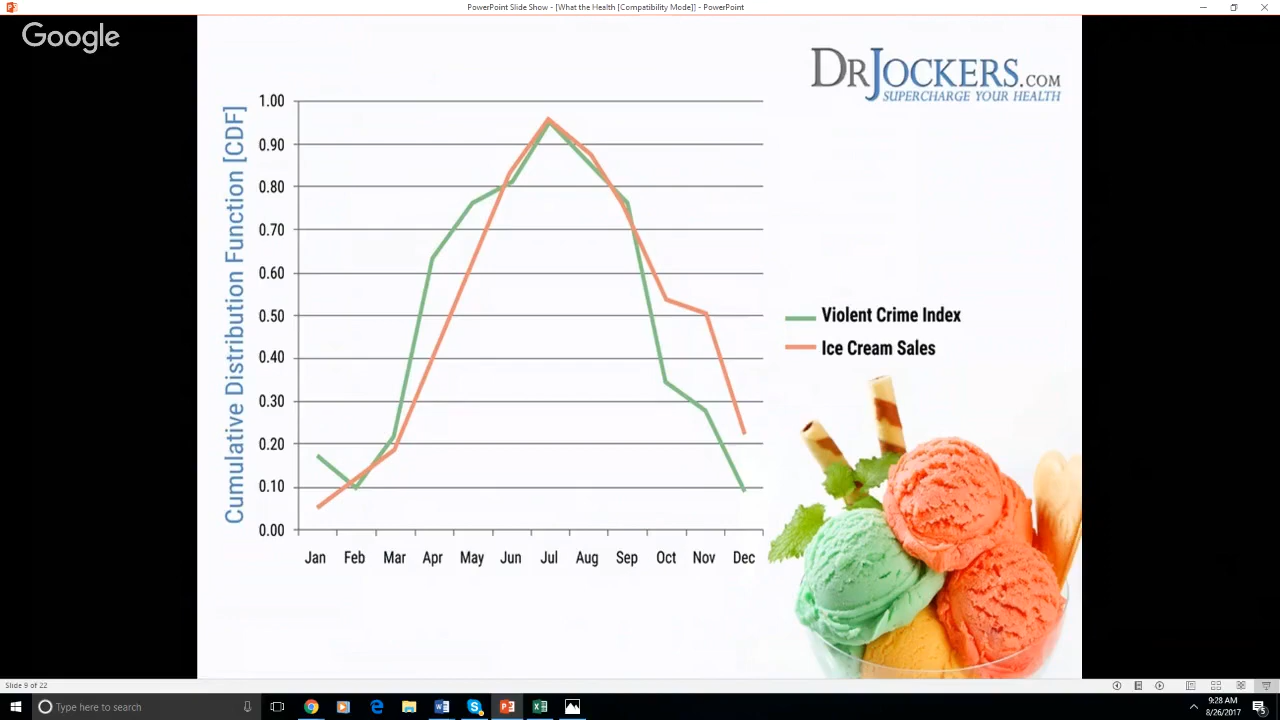 PowerPoint Slide Show - [What the Health [Compatibility Mode]] - PowerPoint
Google
DRJOCKERS.COM
SUPERCHARGE YOUR HEALTH
Cumulative Distribution Function [CDF]
1.00
0.90
0.80
0.70
0.60
0.50
0.40
0.30
0.20
0.10
0.00
Jan Feb Mar Apr May Jun Jul Aug Sep Oct Nov Dec
Violent Crime Index
Ice Cream Sales
Slide 9 of 22
Type here to search
9:28 AM
8/26/2017